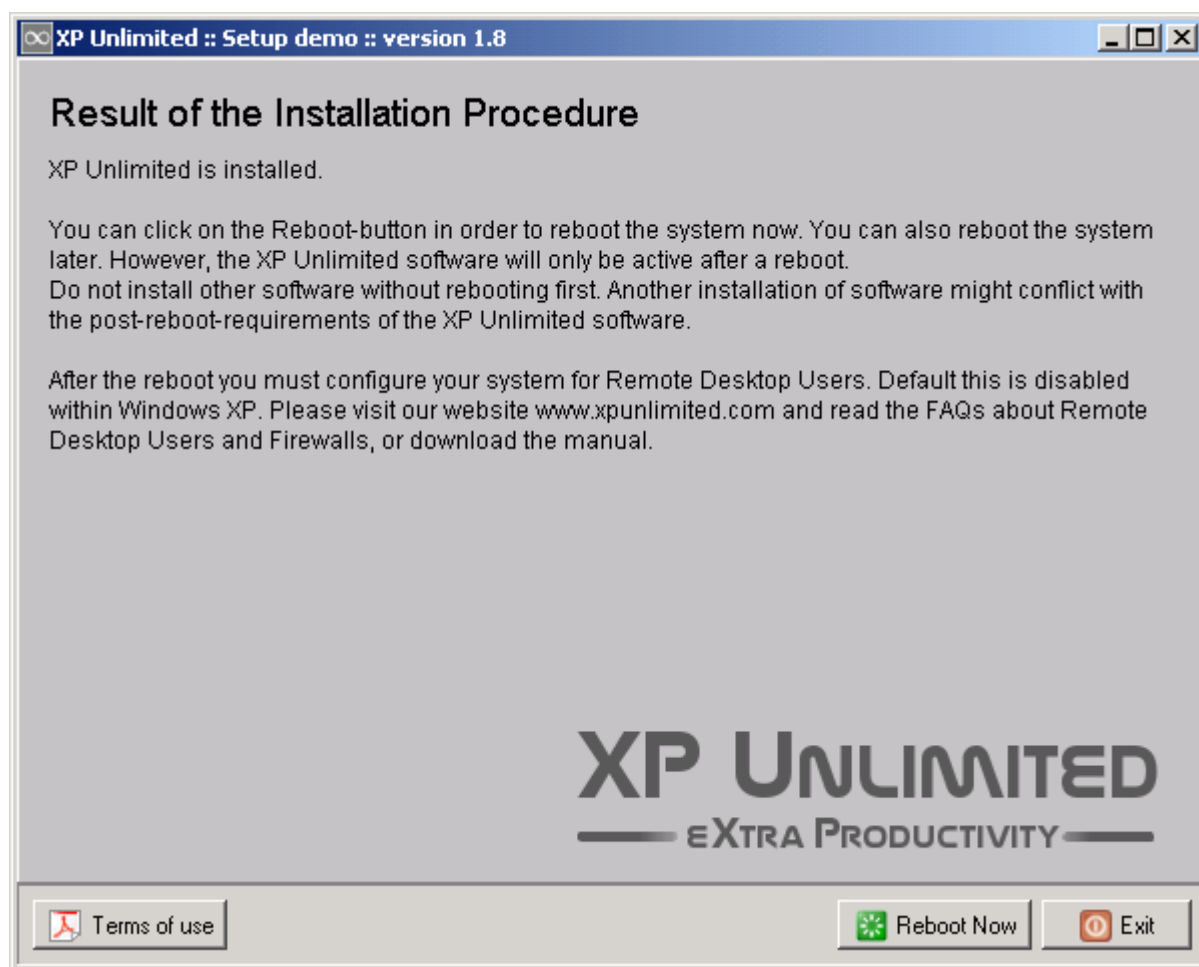 XP Unlimited :: Setup demo :: version 1.8
Result of the Installation Procedure
XP Unlimited is installed.
You can click on the Reboot-button in order to reboot the system now. You can also reboot the system
later. However, the XP Unlimited software will only be active after a reboot.
Do not install other software without rebooting first. Another installation of software might conflict with
the post-reboot-requirements of the XP Unlimited software.
After the reboot you must configure your system for Remote Desktop Users. Default this is disabled
within Windows XP. Please visit our website www.xpunlimited.com and read the FAQs about Remote
Desktop Users and Firewalls, or download the manual.
XP UNLIMITED
EXTRA PRODUCTIVITY
Terms of use
Reboot Now
Exit